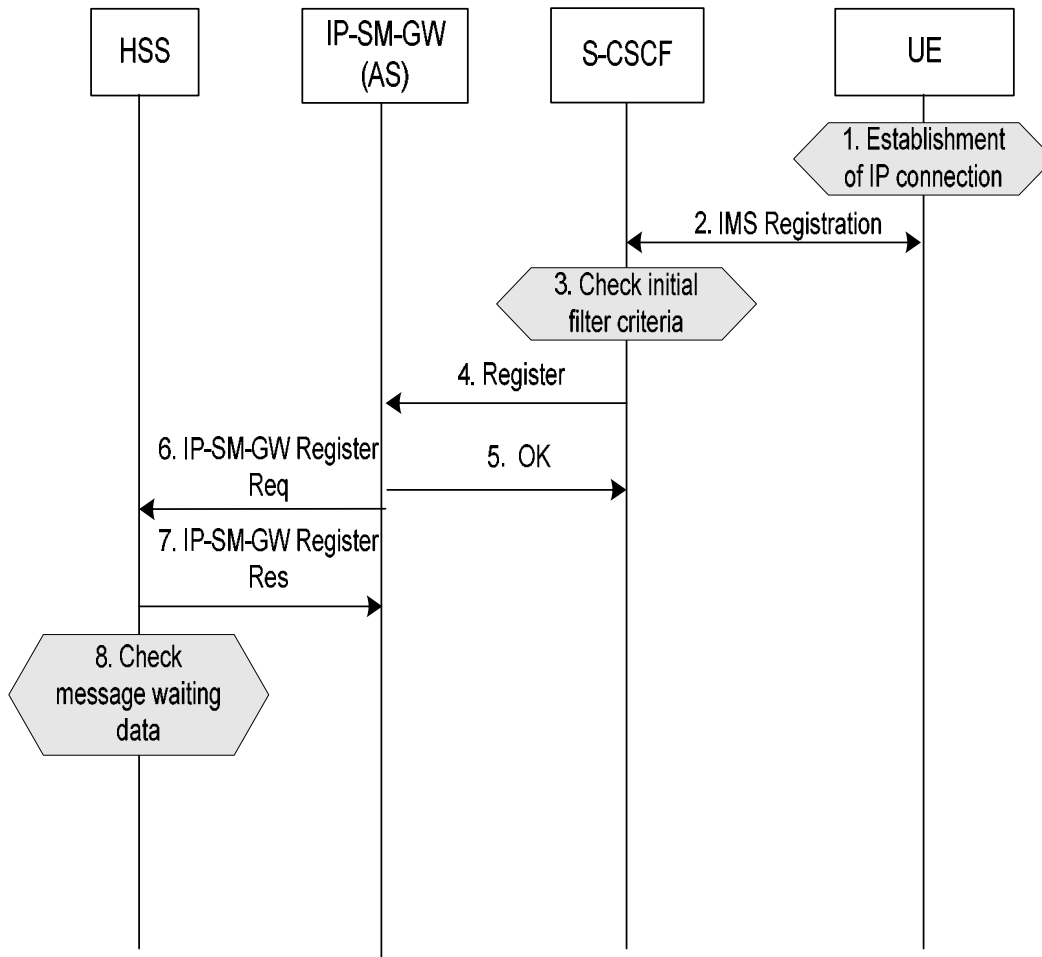 HSS
IP-SM-GW
(AS)
S-CSCF
UE
1. Establishment
of IP connection
2. IMS Registration
3. Check initial
filter criteria
4. Register
6. IP-SM-GW Register
Req
5. OK
7. IP-SM-GW Register
Res
8. Check
message waiting
data